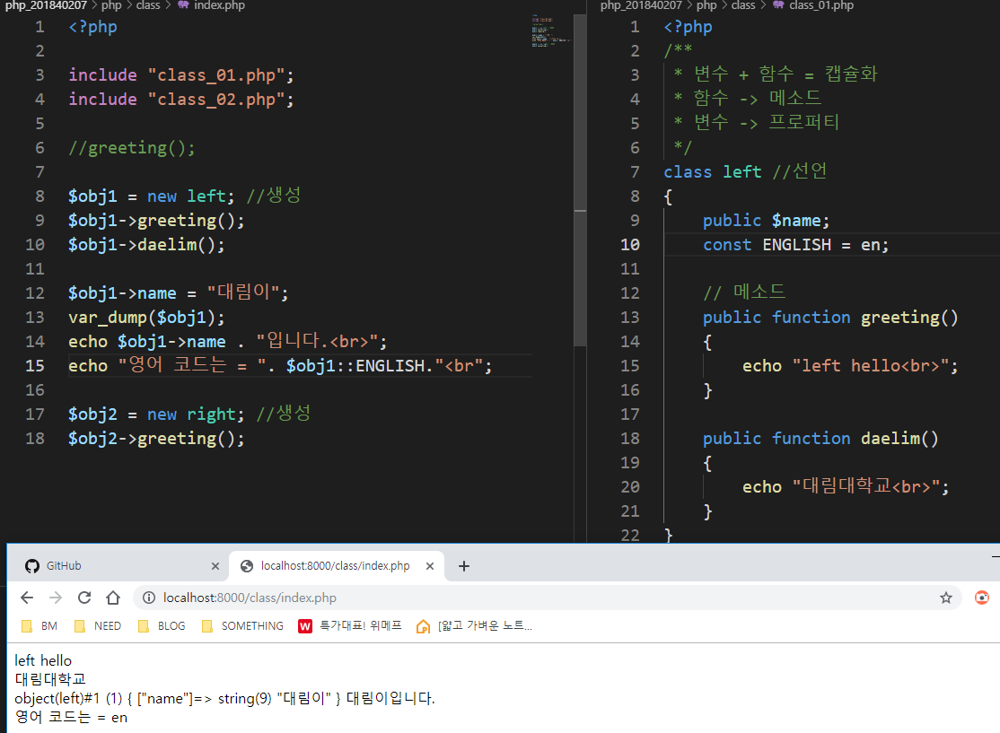 php_201840207 > php > class > index.php
1 <?php
2
3 include "class_01.php";
4 include "class_02.php";
5
6 //greeting();
7
8 $obj1 = new left; //생성
9 $obj1->greeting();
10 $obj1->daelim();
11
12 $obj1->name = "대림이";
13 var_dump($obj1);
14 echo $obj1->name . "입니다.<br>";
15 echo "영어 코드는 = ". $obj1::ENGLISH."<br";
16
17 $obj2 = new right; //생성
18 $obj2->greeting();
php_201840207 > php > class > class_01.php
1 <?php
2 /**
3 * 변수 + 함수 = 캡슐화
4 * 함수 -> 메소드
5 * 변수 -> 프로퍼티
6 */
7 class left //선언
8 {
9 public $name;
10 const ENGLISH = en;
11
12 // 메소드
13 public function greeting()
14 {
15 echo "left hello<br>";
16 }
17
18 public function daelim()
19 {
20 echo "대림대학교<br>";
21 }
22 }
GitHub
localhost:8000/class/index.php
localhost:8000/class/index.php
BM NEED BLOG SOMETHING W 특가대표! 위메프 [얇고 가벼운 노트...
left hello
대림대학교
object(left)#1 (1) { ["name"]=> string(9) "대림이" } 대림이입니다.
영어 코드는 = en